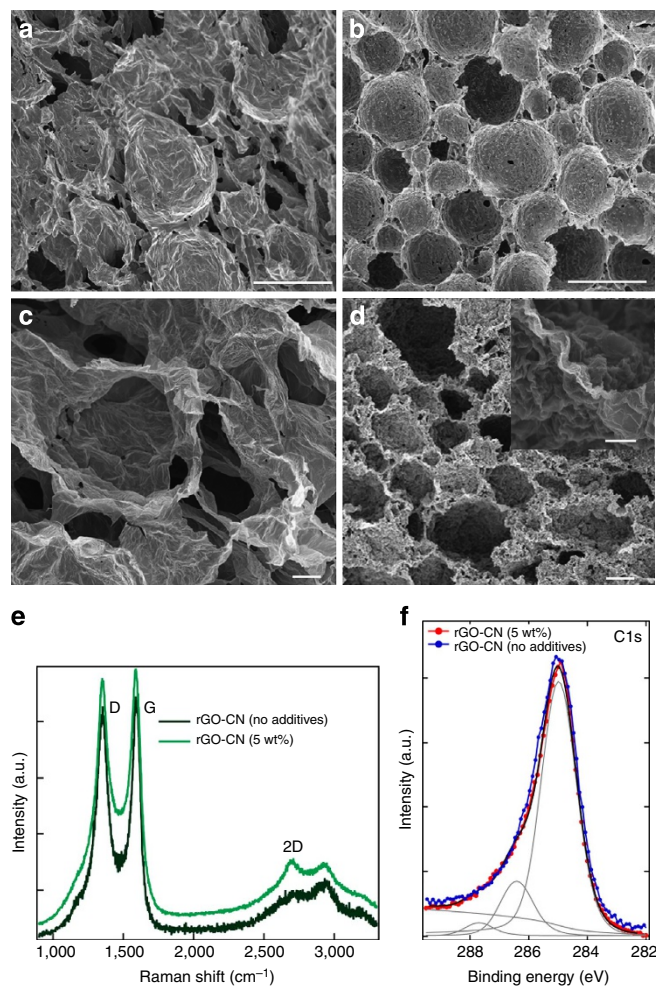 a
b
c
d
e
D
G
rGO-CN (no additives)
rGO-CN (5 wt%)
2D
Intensity (a.u.)
1,000 1,500 2,000 2,500 3,000
Raman shift (cm⁻¹)
f
rGO-CN (5 wt%)
rGO-CN (no additives)
C1s
Intensity (a.u.)
288 286 284 282
Binding energy (eV)